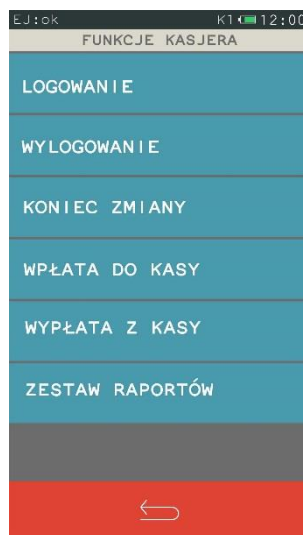 EJ:ok K1 12:00
FUNKCJE KASJERA
LOGOWANIE
WYLOGOWANIE
KONIEC ZMIANY
WPŁATA DO KASY
WYPŁATA Z KASY
ZESTAW RAPORTÓW